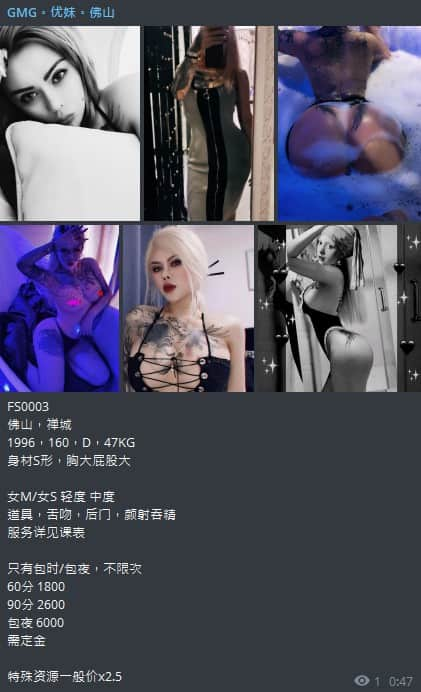 GMG•优妹•佛山
FS0003
佛山，禅城
1996，160，D，47KG
身材S形，胸大屁股大
女M/女S 轻度 中度
道具，舌吻，后门，颜射吞精
服务详见课表
只有包时/包夜，不限次
60分 1800
90分 2600
包夜 6000
需定金
特殊资源一般价x2.5
1 0:47